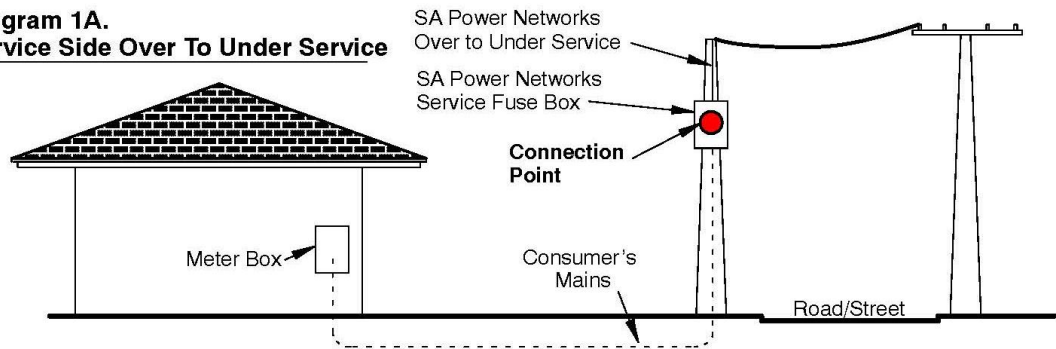 gram 1A.
rvice Side Over To Under Service
SA Power Networks
Over to Under Service
SA Power Networks
Service Fuse Box
Connection
Point
Meter Box
Consumer's
Mains
Road/Street